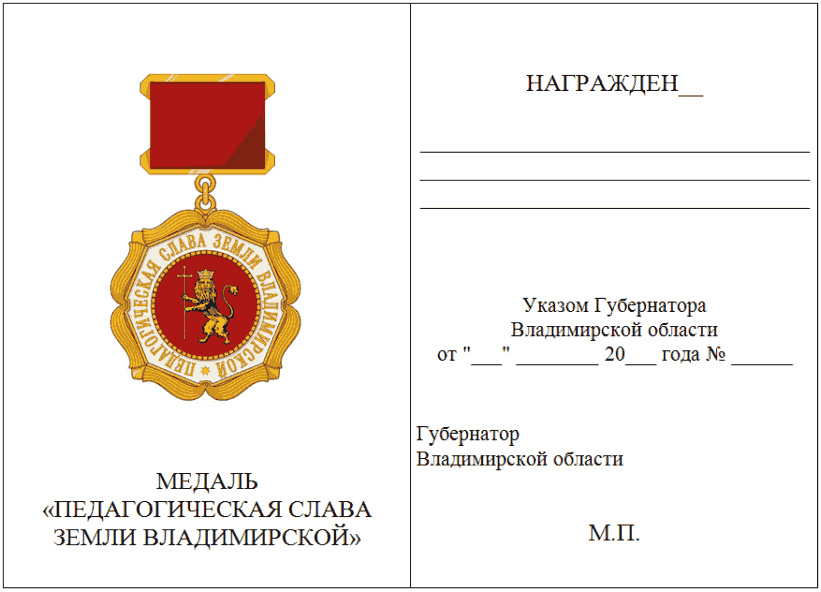 ПЕДАГОГИЧЕСКАЯ СЛАВА ЗЕМЛИ ВЛАДИМИРСКОЙ
МЕДАЛЬ
«ПЕДАГОГИЧЕСКАЯ СЛАВА
ЗЕМЛИ ВЛАДИМИРСКОЙ»
НАГРАЖДЕН__
Указом Губернатора
Владимирской области
от "___" ________ 20___ года № ______
Губернатор
Владимирской области
М.П.